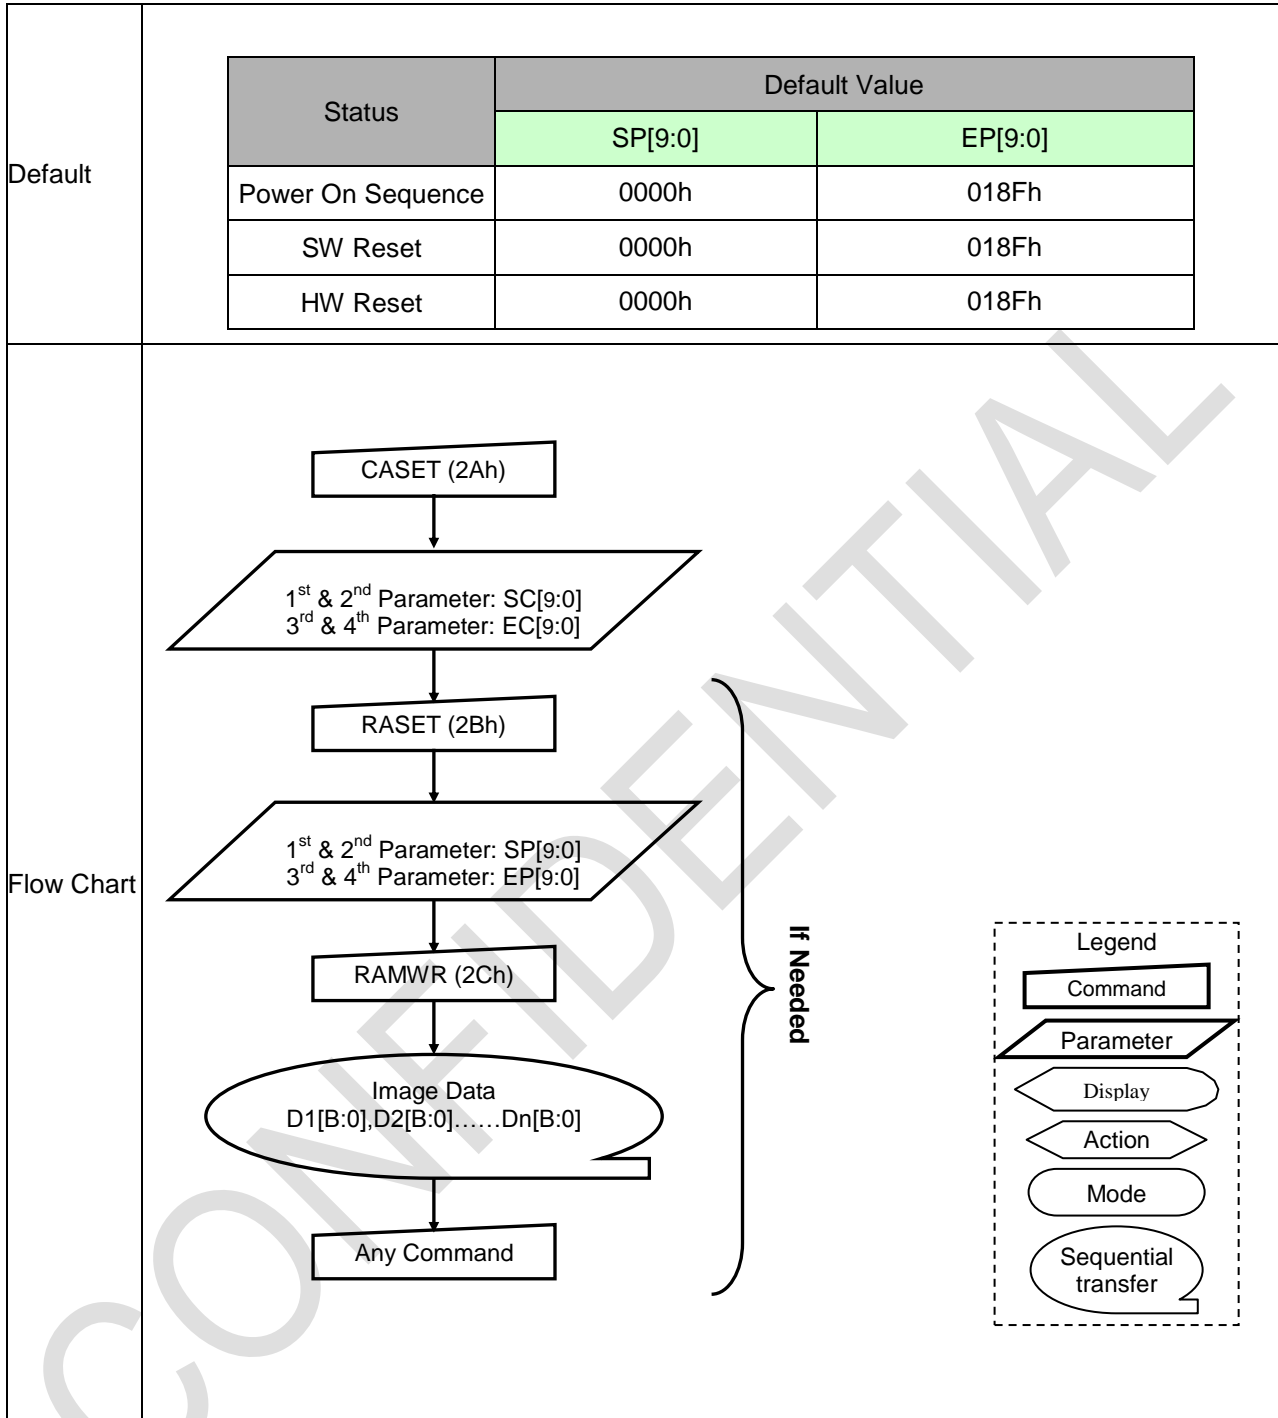 Default
Status
Default Value
SP[9:0]
EP[9:0]
Power On Sequence
0000h
018Fh
SW Reset
0000h
018Fh
HW Reset
0000h
018Fh
Flow Chart
CASET (2Ah)
1st & 2nd Parameter: SC[9:0]
3rd & 4th Parameter: EC[9:0]
RASET (2Bh)
1st & 2nd Parameter: SP[9:0]
3rd & 4th Parameter: EP[9:0]
RAMWR (2Ch)
Image Data
D1[B:0],D2[B:0]......Dn[B:0]
Any Command
If Needed
Legend
Command
Parameter
Display
Action
Mode
Sequential
transfer
CONFIDENTIAL